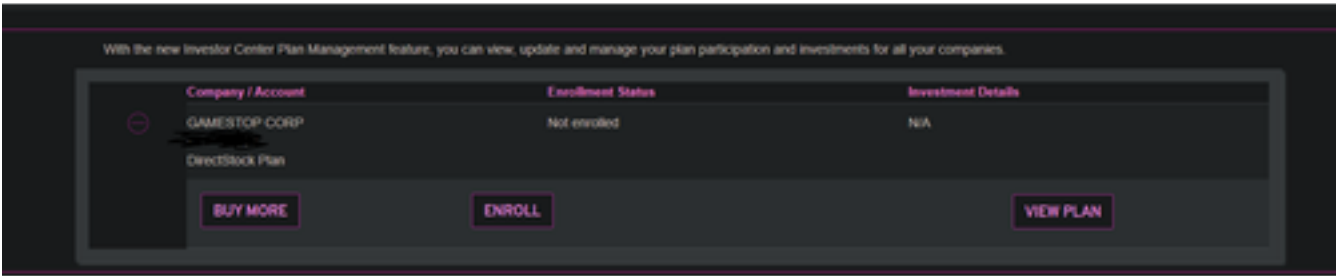 With the new Investor Center Plan Management feature, you can view, update and manage your plan participation and investments for all your companies.
Company / Account Enrollment Status Investment Details
GAMESTOP CORP Not enrolled N/A
DirectStock Plan
BUY MORE ENROLL VIEW PLAN